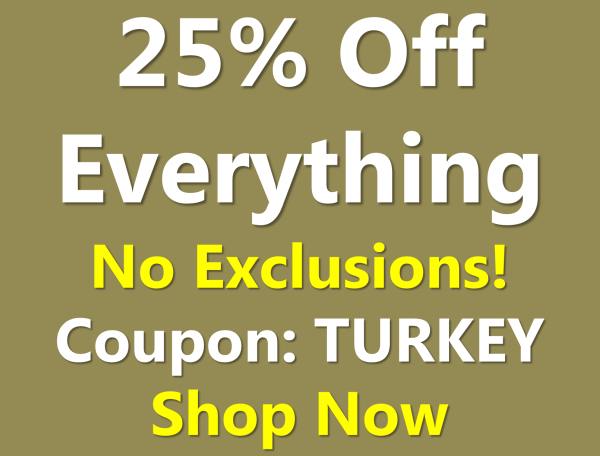 25% Off
Everything
No Exclusions!
Coupon: TURKEY
Shop Now